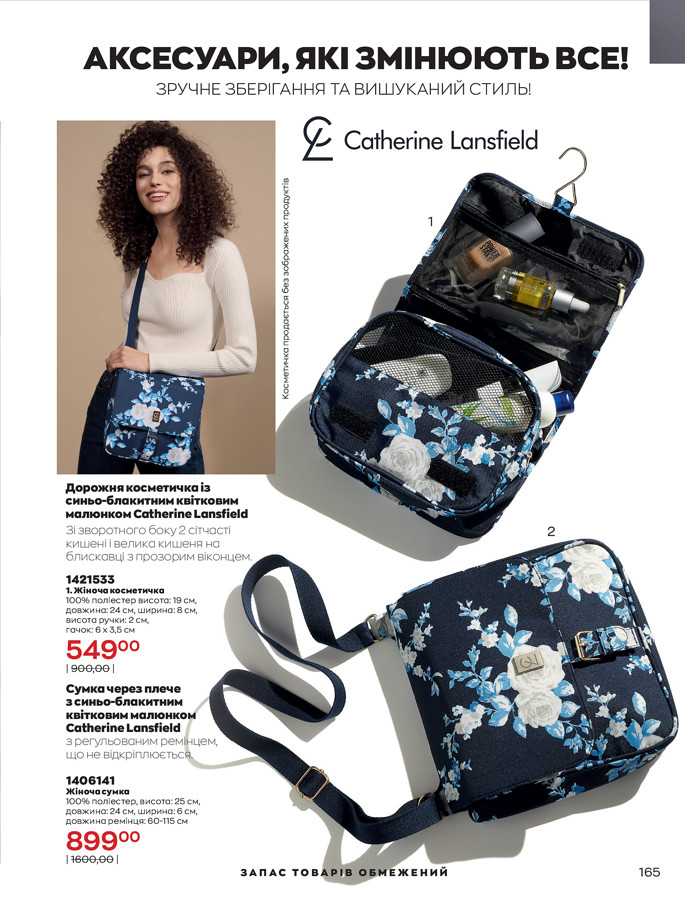 АКСЕСУАРИ, ЯКІ ЗМІНЮЮТЬ ВСЕ!
ЗРУЧНЕ ЗБЕРІГАННЯ ТА ВИШУКАНИЙ СТИЛЬ!
Catherine Lansfield
Косметичка продається без зображених продуктів
1
Дорожня косметичка із
синьо-блакитним квітковим
малюнком Catherine Lansfield
Зі зворотного боку 2 сітчасті
кишені і велика кишеня на
блискавці з прозорим віконцем.
1421533
1. Жіноча косметичка
100% поліестер висота: 19 см,
довжина: 24 см, ширина: 8 см,
висота ручки: 2 см,
гачок: 6 х 3,5 см
549⁰⁰
| 900,00 |
2
Сумка через плече
з синьо-блакитним
квітковим малюнком
Catherine Lansfield
з регульованим ремінцем,
що не відкріплюється.
1406141
Жіноча сумка
100% поліестер, висота: 25 см,
довжина: 24 см, ширина: 6 см,
довжина ремінця: 60-115 см
899⁰⁰
| 1600,00 |
ЗАПАС ТОВАРІВ ОБМЕЖЕНИЙ
165